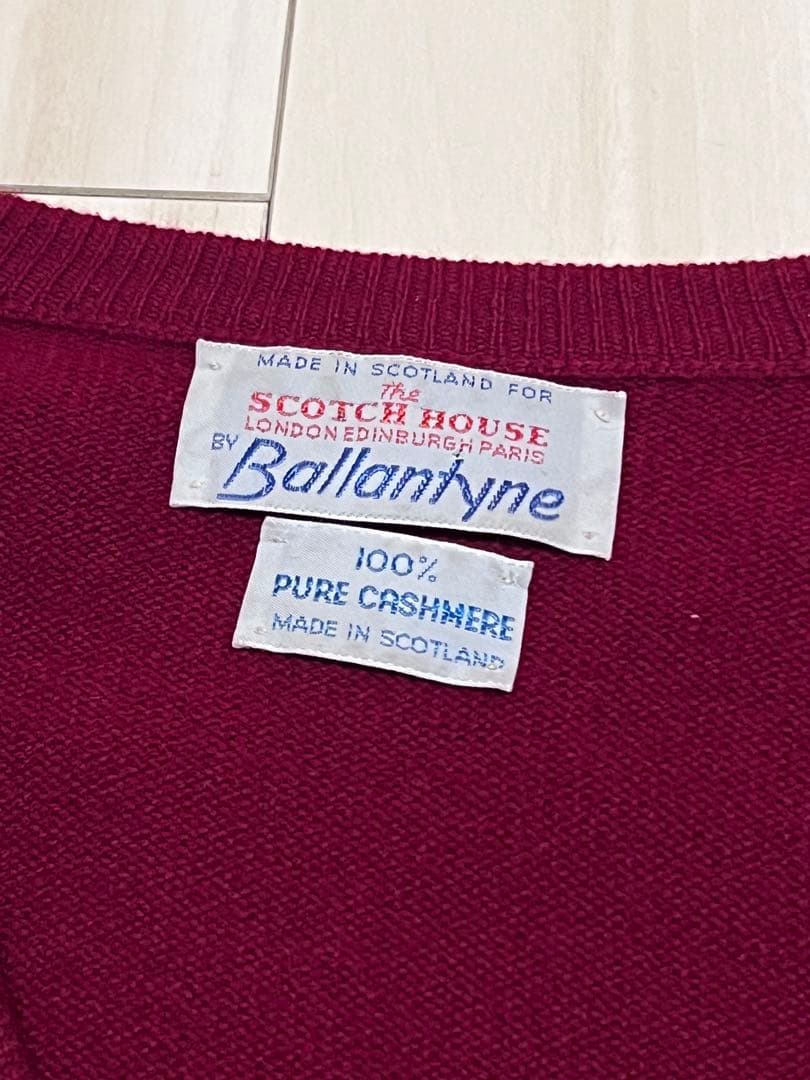 MADE IN SCOTLAND FOR
The
SCOTCH HOUSE
LONDON EDINBURGH PARIS
BY Ballantyne
100%
PURE CASHMERE
MADE IN SCOTLAND